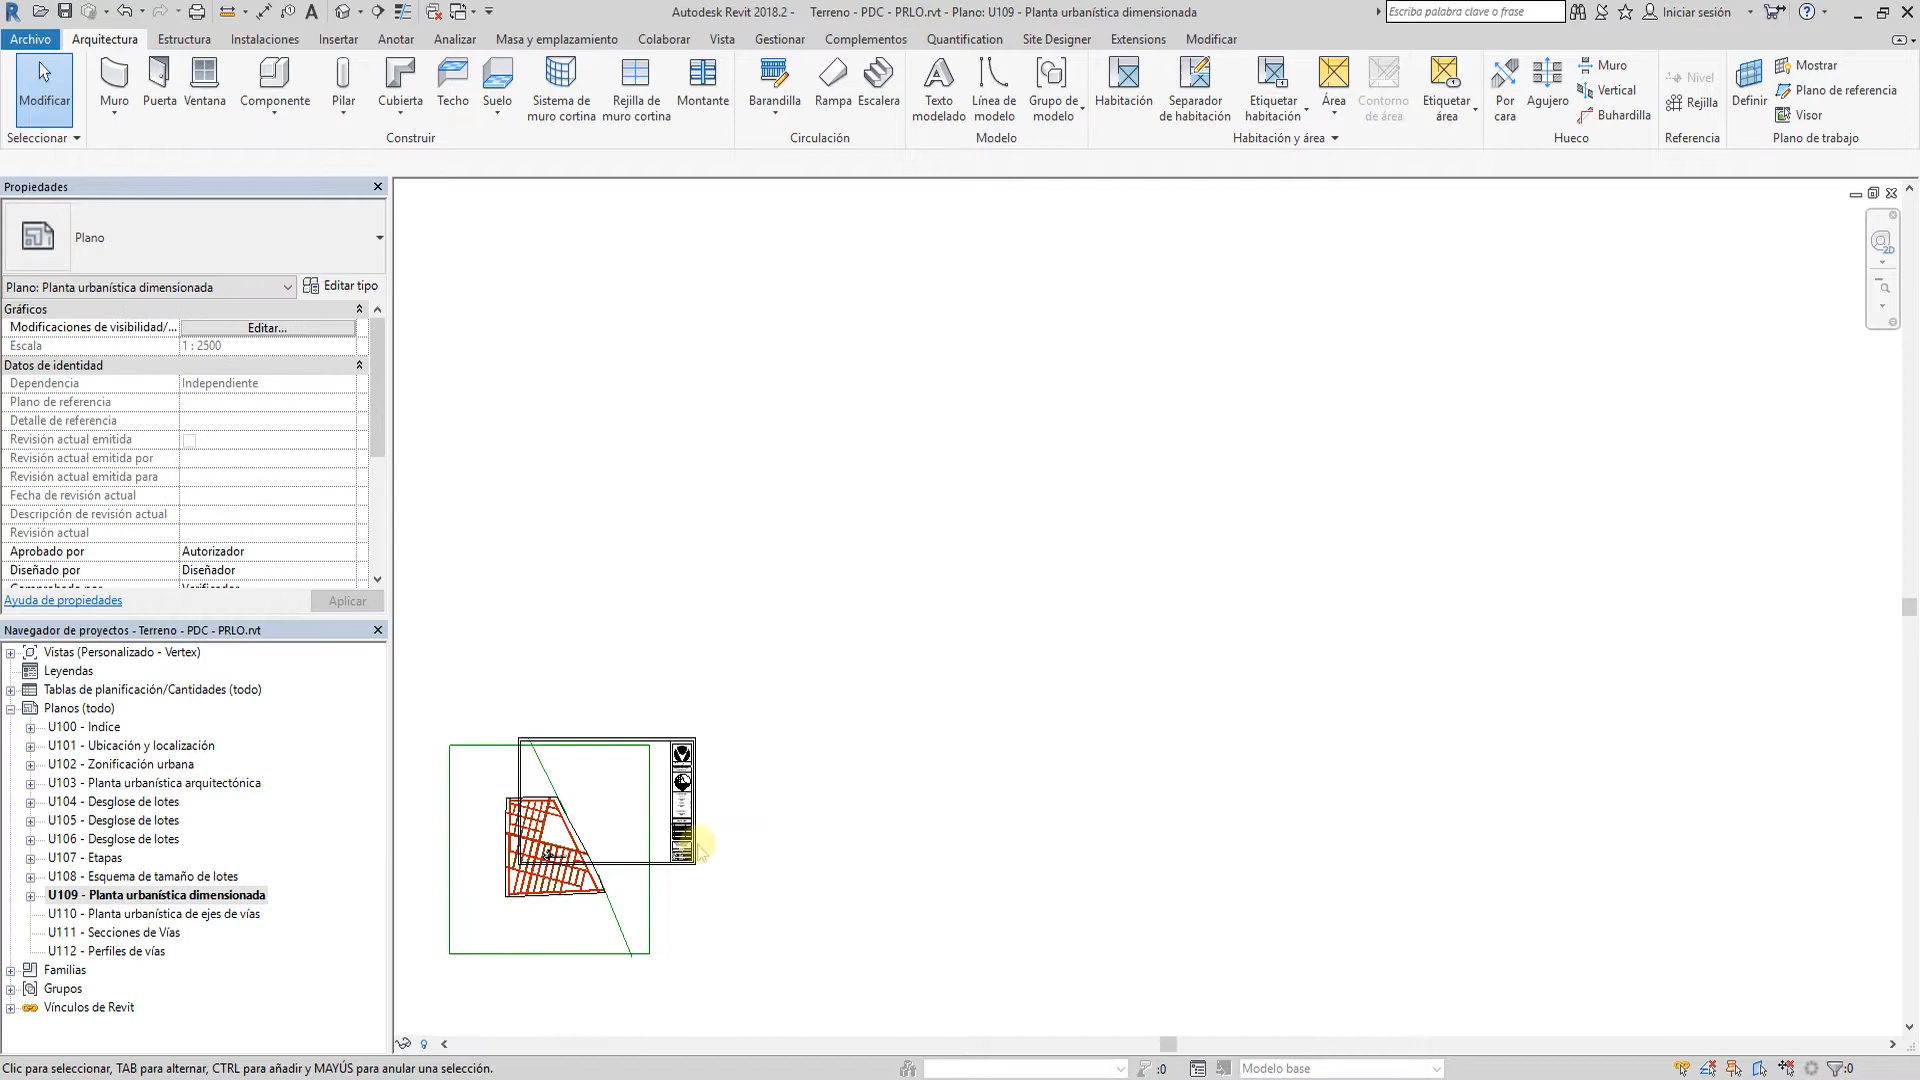 Autodesk Revit 2018.2 -     Terreno - PDC - PRLO.rvt - Plano: U109 - Planta urbanística dimensionada
Escriba palabra clave o frase
Iniciar sesión
Archivo Arquitectura Estructura Instalaciones Insertar Anotar Analizar Masa y emplazamiento Colaborar Vista Gestionar Complementos Quantification Site Designer Extensions Modificar
Modificar
Muro
Puerta
Ventana
Componente
Pilar
Cubierta
Techo
Suelo
Sistema de muro cortina
Rejilla de muro cortina
Montante
Barandilla
Rampa
Escalera
Texto modelado
Línea de modelo
Grupo de modelo
Habitación
Separador de habitación
Etiquetar habitación
Área
Contorno de área
Etiquetar área
Por cara
Agujero
Muro
Vertical
Buhardilla
Nivel
Rejilla
Definir
Mostrar
Plano de referencia
Visor
Seleccionar
Construir
Circulación
Modelo
Habitación y área
Hueco
Referencia
Plano de trabajo
Propiedades
Plano
Plano: Planta urbanística dimensionada
Editar tipo
Gráficos
Modificaciones de visibilidad/... Editar...
Escala 1 : 2500
Datos de identidad
Dependencia Independiente
Plano de referencia
Detalle de referencia
Revisión actual emitida
Revisión actual emitida por
Revisión actual emitida para
Fecha de revisión actual
Descripción de revisión actual
Revisión actual
Aprobado por Autorizador
Diseñado por Diseñador
Ayuda de propiedades
Aplicar
Navegador de proyectos - Terreno - PDC - PRLO.rvt
Vistas (Personalizado - Vertex)
Leyendas
Tablas de planificación/Cantidades (todo)
Planos (todo)
U100 - Indice
U101 - Ubicación y localización
U102 - Zonificación urbana
U103 - Planta urbanística arquitectónica
U104 - Desglose de lotes
U105 - Desglose de lotes
U106 - Desglose de lotes
U107 - Etapas
U108 - Esquema de tamaño de lotes
U109 - Planta urbanística dimensionada
U110 - Planta urbanística de ejes de vías
U111 - Secciones de Vías
U112 - Perfiles de vías
Familias
Grupos
Vínculos de Revit
2D
Clic para seleccionar, TAB para alternar, CTRL para añadir y MAYÚS para anular una selección.
:0
Modelo base
:0